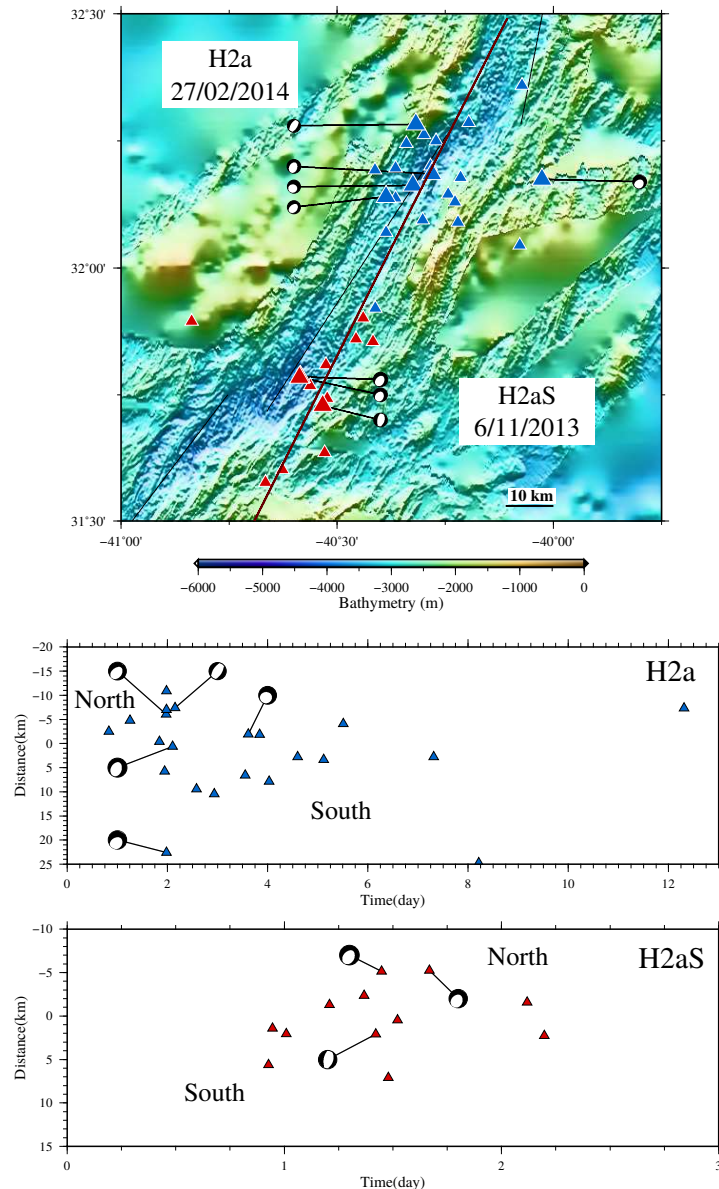 32˚30'
H2a
27/02/2014
32˚00'
H2aS
6/11/2013
10 km
31˚30'
−41˚00' −40˚30' −40˚00'
−6000 −5000 −4000 −3000 −2000 −1000 0
Bathymetry (m)
−20
−15
−10
−5
0
5
10
15
20
25
Distance(km)
North
H2a
South
0 2 4 6 8 10 12
Time(day)
−10
−5
0
5
10
15
Distance(km)
North
H2aS
South
0 1 2 3
Time(day)